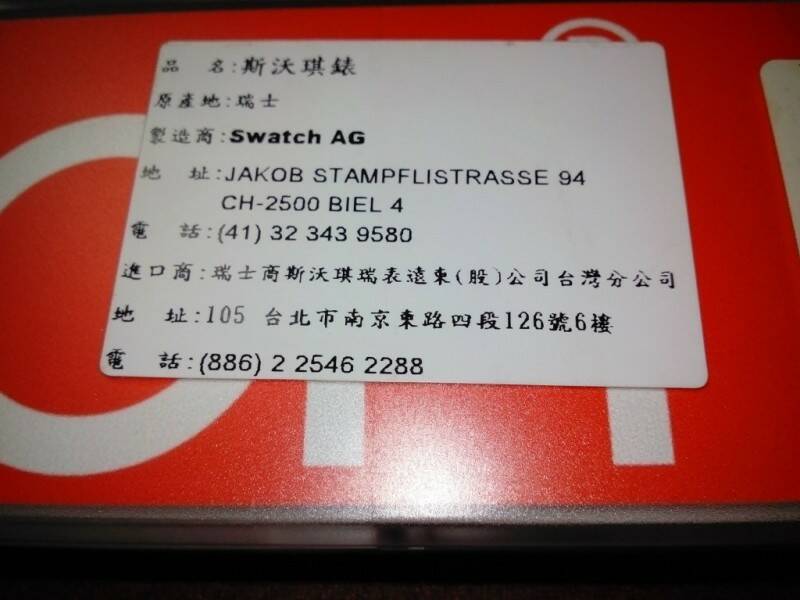 品 名:斯沃琪錶
原產地:瑞士
製造商:Swatch AG
地 址:JAKOB STAMPFLISTRASSE 94
CH-2500 BIEL 4
電 話:(41) 32 343 9580
進口商:瑞士商斯沃琪瑞表遠東(股)公司台灣分公司
地 址:105 台北市南京東路四段126號6樓
電 話:(886) 2 2546 2288